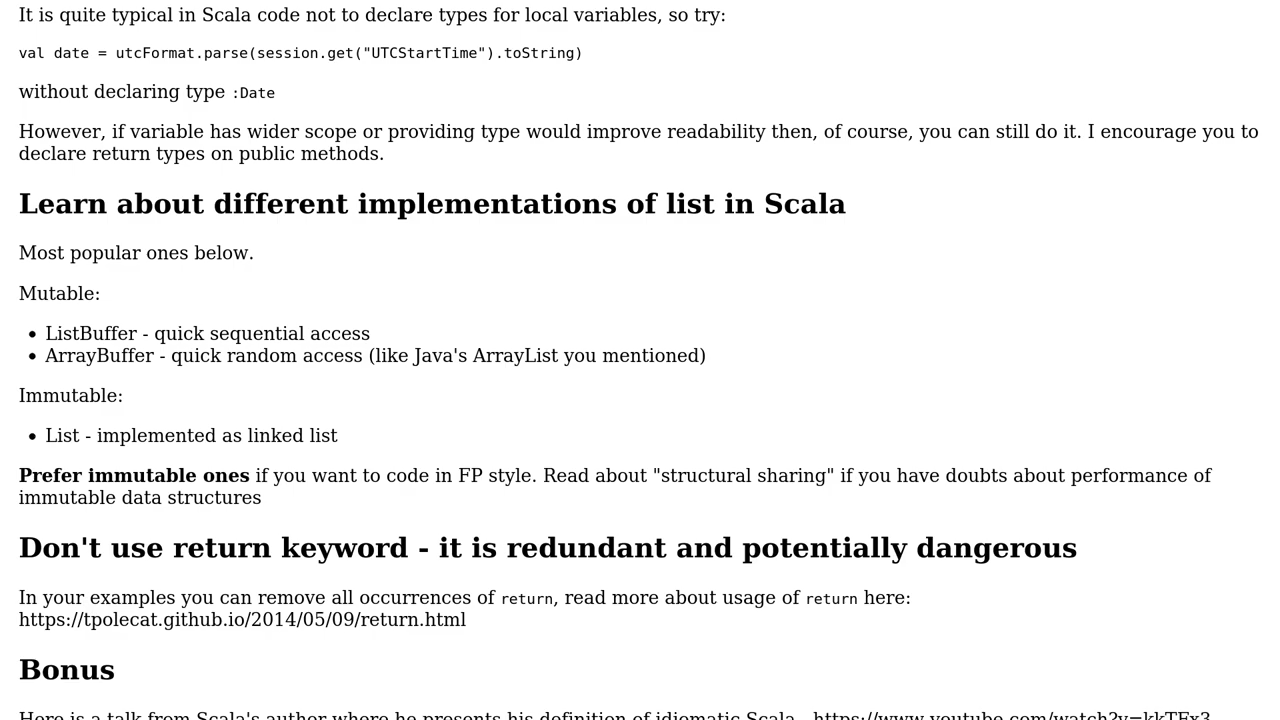 It is quite typical in Scala code not to declare types for local variables, so try:
val date = utcFormat.parse(session.get("UTCStartTime").toString)
without declaring type :Date
However, if variable has wider scope or providing type would improve readability then, of course, you can still do it. I encourage you to
declare return types on public methods.
Learn about different implementations of list in Scala
Most popular ones below.
Mutable:
• ListBuffer - quick sequential access
• ArrayBuffer - quick random access (like Java's ArrayList you mentioned)
Immutable:
• List - implemented as linked list
Prefer immutable ones if you want to code in FP style. Read about "structural sharing" if you have doubts about performance of
immutable data structures
Don't use return keyword - it is redundant and potentially dangerous
In your examples you can remove all occurrences of return, read more about usage of return here:
https://tpolecat.github.io/2014/05/09/return.html
Bonus
Here is a talk from Scala's author where he presents his definition of idiomatic Scala - https://www.youtube.com/watch?v=kkTFx3